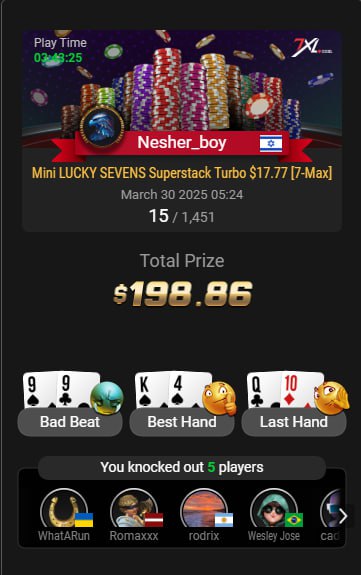 Play Time
03:43:25
7XL
Nesher_boy
Mini LUCKY SEVENS Superstack Turbo $17.77 [7-Max]
March 30 2025 05:24
15 / 1,451
Total Prize
$198.86
9 9 K 4 Q 10
Bad Beat Best Hand Last Hand
You knocked out 5 players
WhatARun Romaxxx rodrix Wesley Jose cad